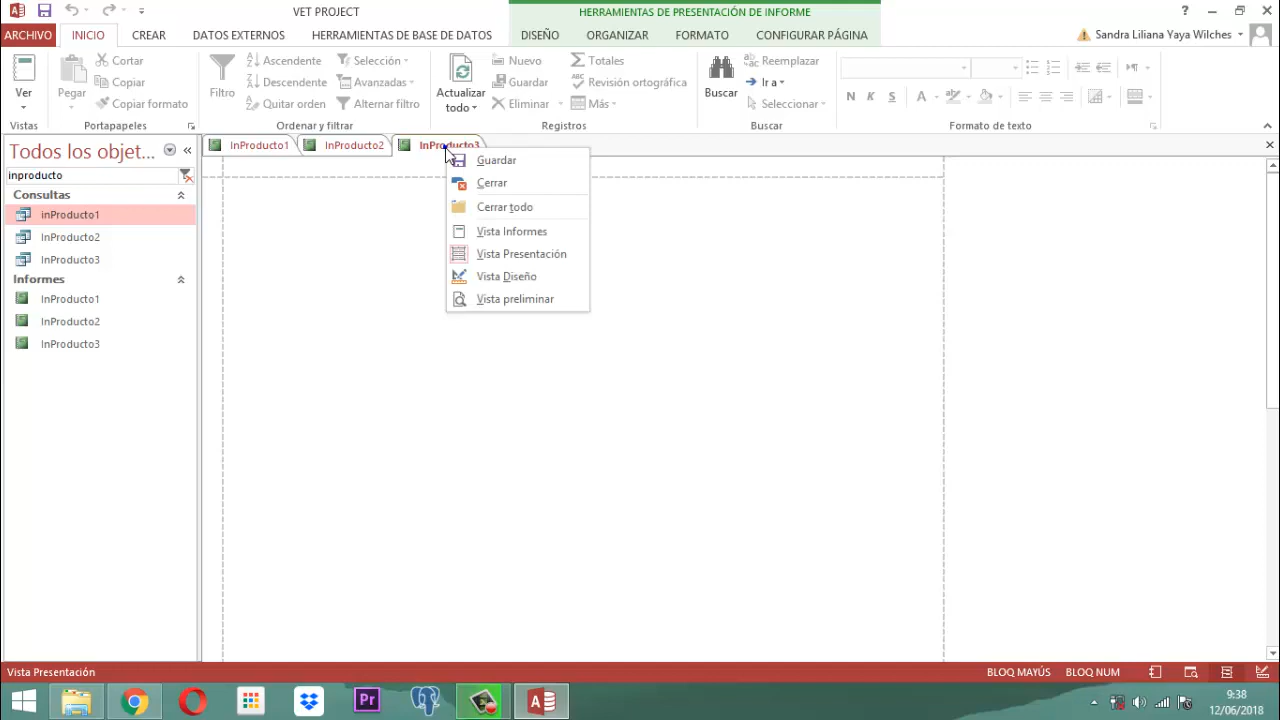 VET PROJECT
HERRAMIENTAS DE PRESENTACIÓN DE INFORME
?
ARCHIVO INICIO CREAR DATOS EXTERNOS HERRAMIENTAS DE BASE DE DATOS DISEÑO ORGANIZAR FORMATO CONFIGURAR PÁGINA Sandra Liliana Yaya Wilches
Ver
Vistas
Pegar
Cortar
Copiar
Copiar formato
Portapapeles
Filtro
Ascendente
Descendente
Quitar orden
Selección
Avanzadas
Alternar filtro
Ordenar y filtrar
Actualizar
todo
Nuevo
Guardar
Eliminar
Totales
Revisión ortográfica
Más
Registros
Buscar
Reemplazar
Ir a
Seleccionar
Buscar
N K S A
Formato de texto
Todos los objet...
inproducto
Consultas
inProducto1
InProducto2
InProducto3
Informes
InProducto1
InProducto2
InProducto3
InProducto1 InProducto2 InProducto3
Guardar
Cerrar
Cerrar todo
Vista Informes
Vista Presentación
Vista Diseño
Vista preliminar
Vista Presentación BLOQ MAYÚS BLOQ NUM
Pr
9:38
12/06/2018